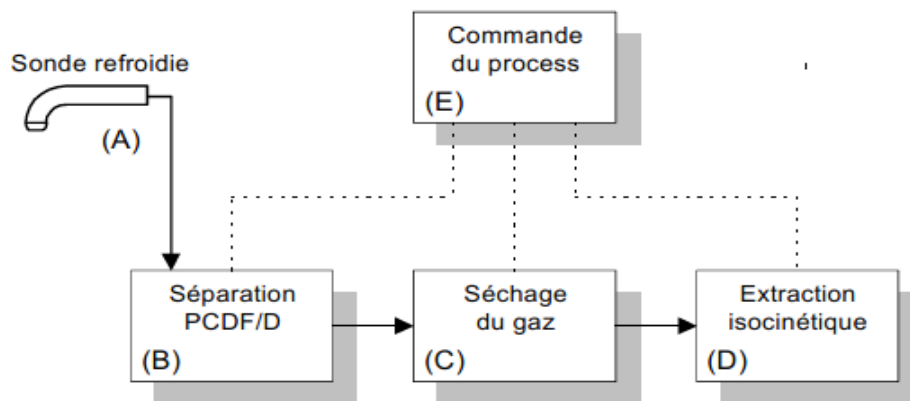 Commande
du process
(E)
Sonde refroidie
(A)
Séparation
PCDF/D
(B)
Séchage
du gaz
(C)
Extraction
isocinétique
(D)